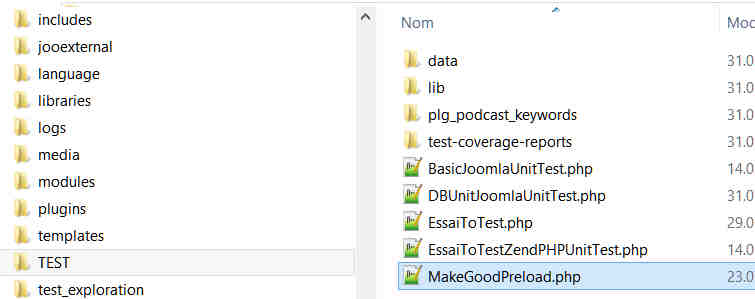 includes
jooexternal
language
libraries
logs
media
modules
plugins
templates
TEST
test_exploration
Nom
Mod
data 31.0
lib 31.0
plg_podcast_keywords 31.0
test-coverage-reports 31.0
BasicJoomlaUnitTest.php 14.0
DBUnitJoomlaUnitTest.php 31.0
EssaiToTest.php 29.0
EssaiToTestZendPHPUnitTest.php 14.0
MakeGoodPreload.php 23.0